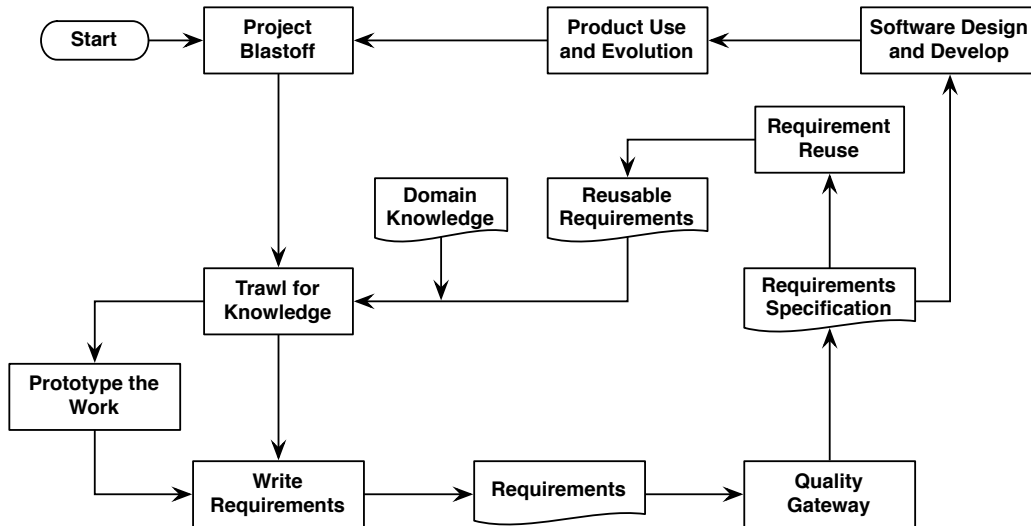 Start
Project
Blastoff
Product Use
and Evolution
Software Design
and Develop
Requirement
Reuse
Domain
Knowledge
Reusable
Requirements
Trawl for
Knowledge
Requirements
Specification
Prototype the
Work
Write
Requirements
Requirements
Quality
Gateway